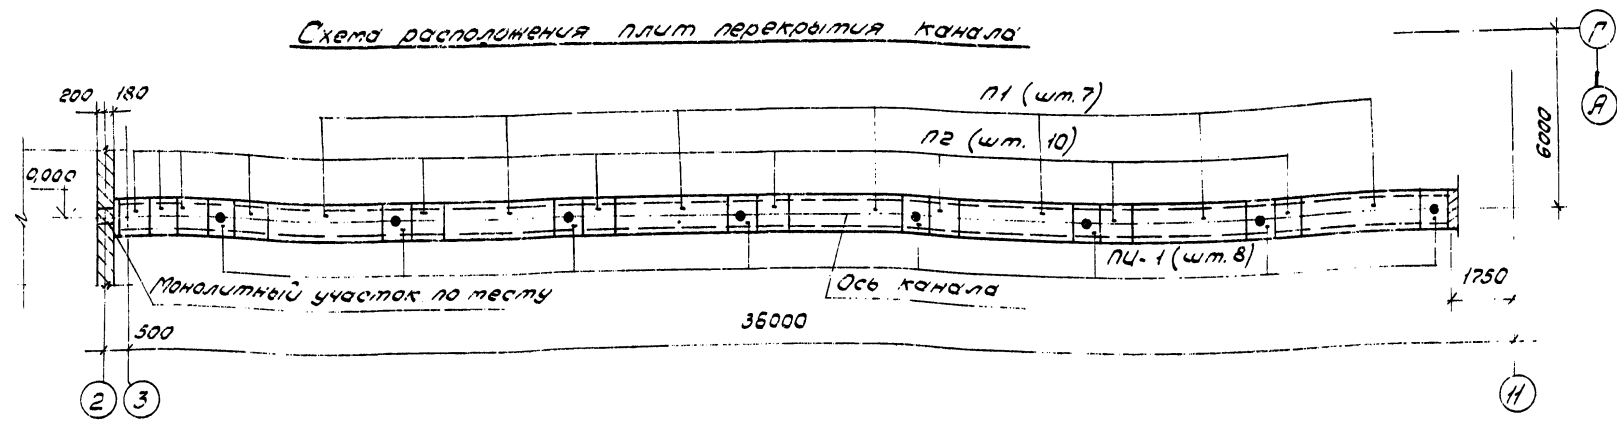 Схема расположения плит перекрытия канала
Г
А
200 180
П1 (шт.7)
6000
П2 (шт. 10)
0,000
ПЦ-1 (шт.8)
1750
Монолитный участок по месту
Ось канала
36000
500
2 3 11